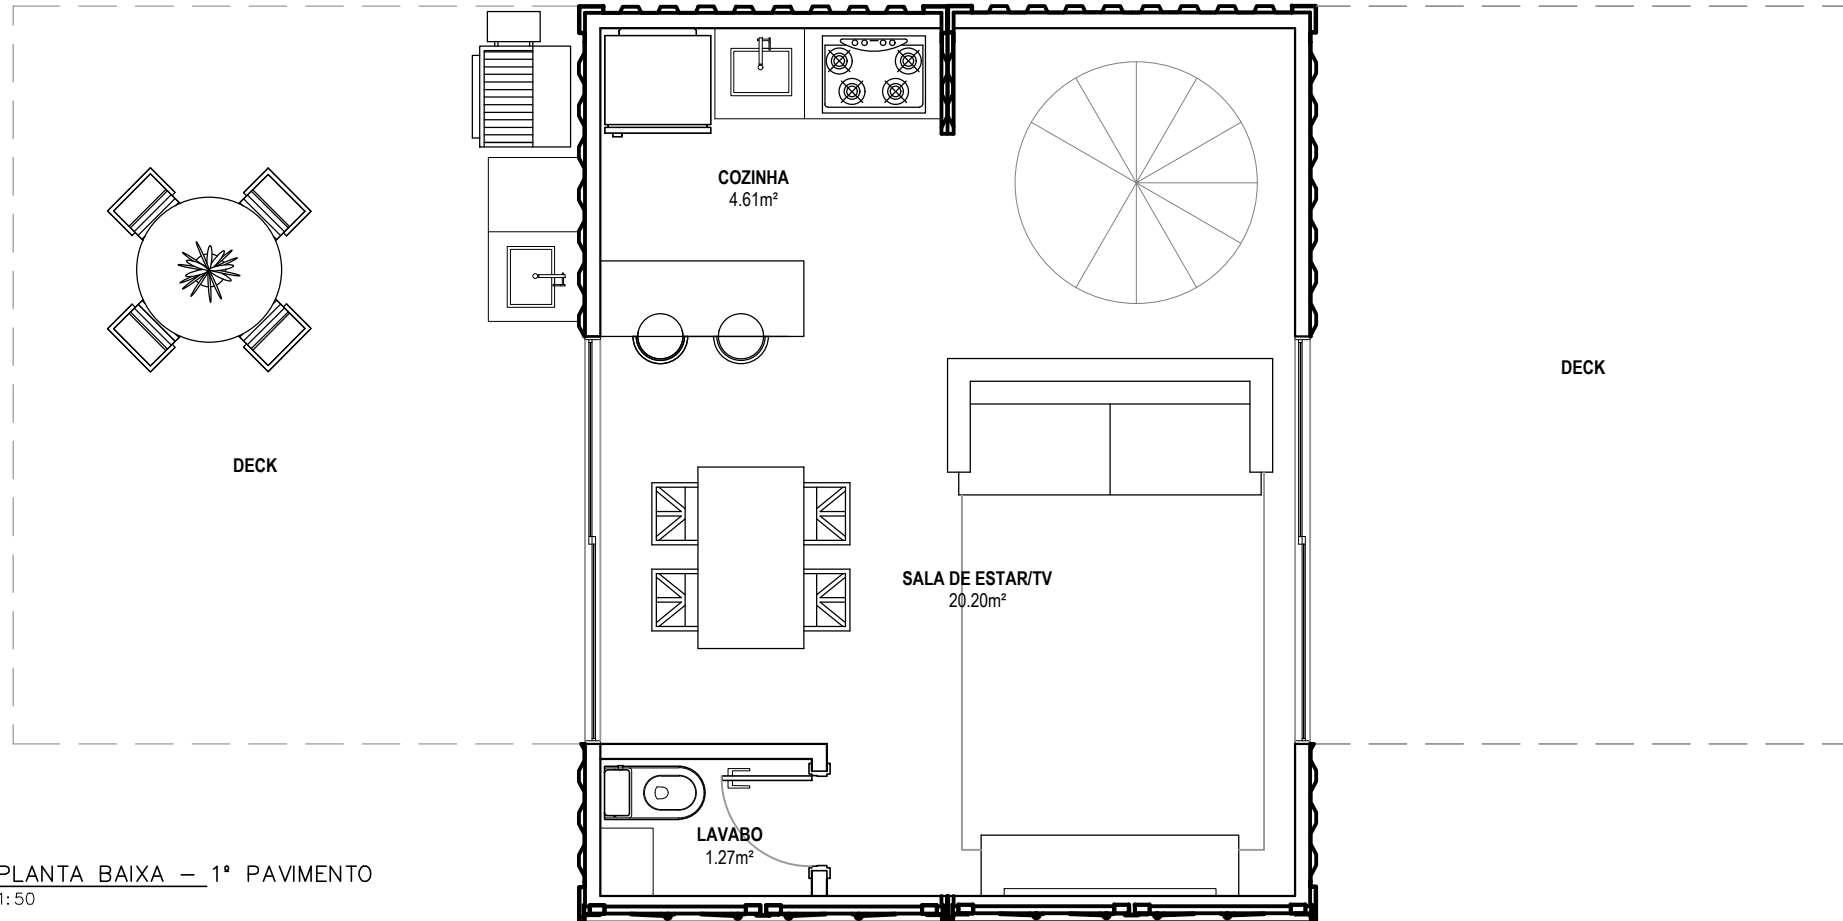 COZINHA
4.61m²
DECK
DECK
SALA DE ESTAR/TV
20.20m²
LAVABO
1.27m²
PLANTA BAIXA – 1º PAVIMENTO
1:50